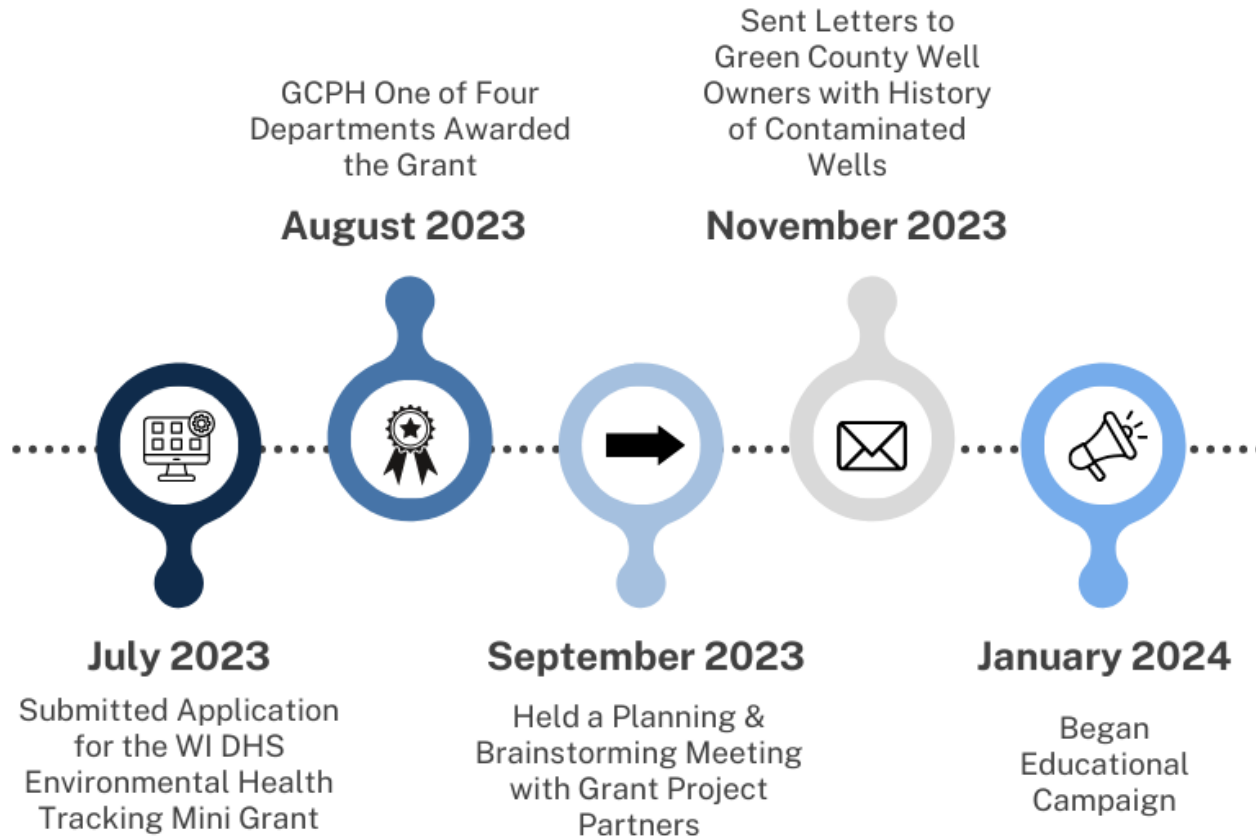 July 2023
Submitted Application
for the WI DHS
Environmental Health
Tracking Mini Grant
GCPH One of Four
Departments Awarded
the Grant
August 2023
September 2023
Held a Planning &
Brainstorming Meeting
with Grant Project
Partners
Sent Letters to
Green County Well
Owners with History
of Contaminated
Wells
November 2023
January 2024
Began
Educational
Campaign